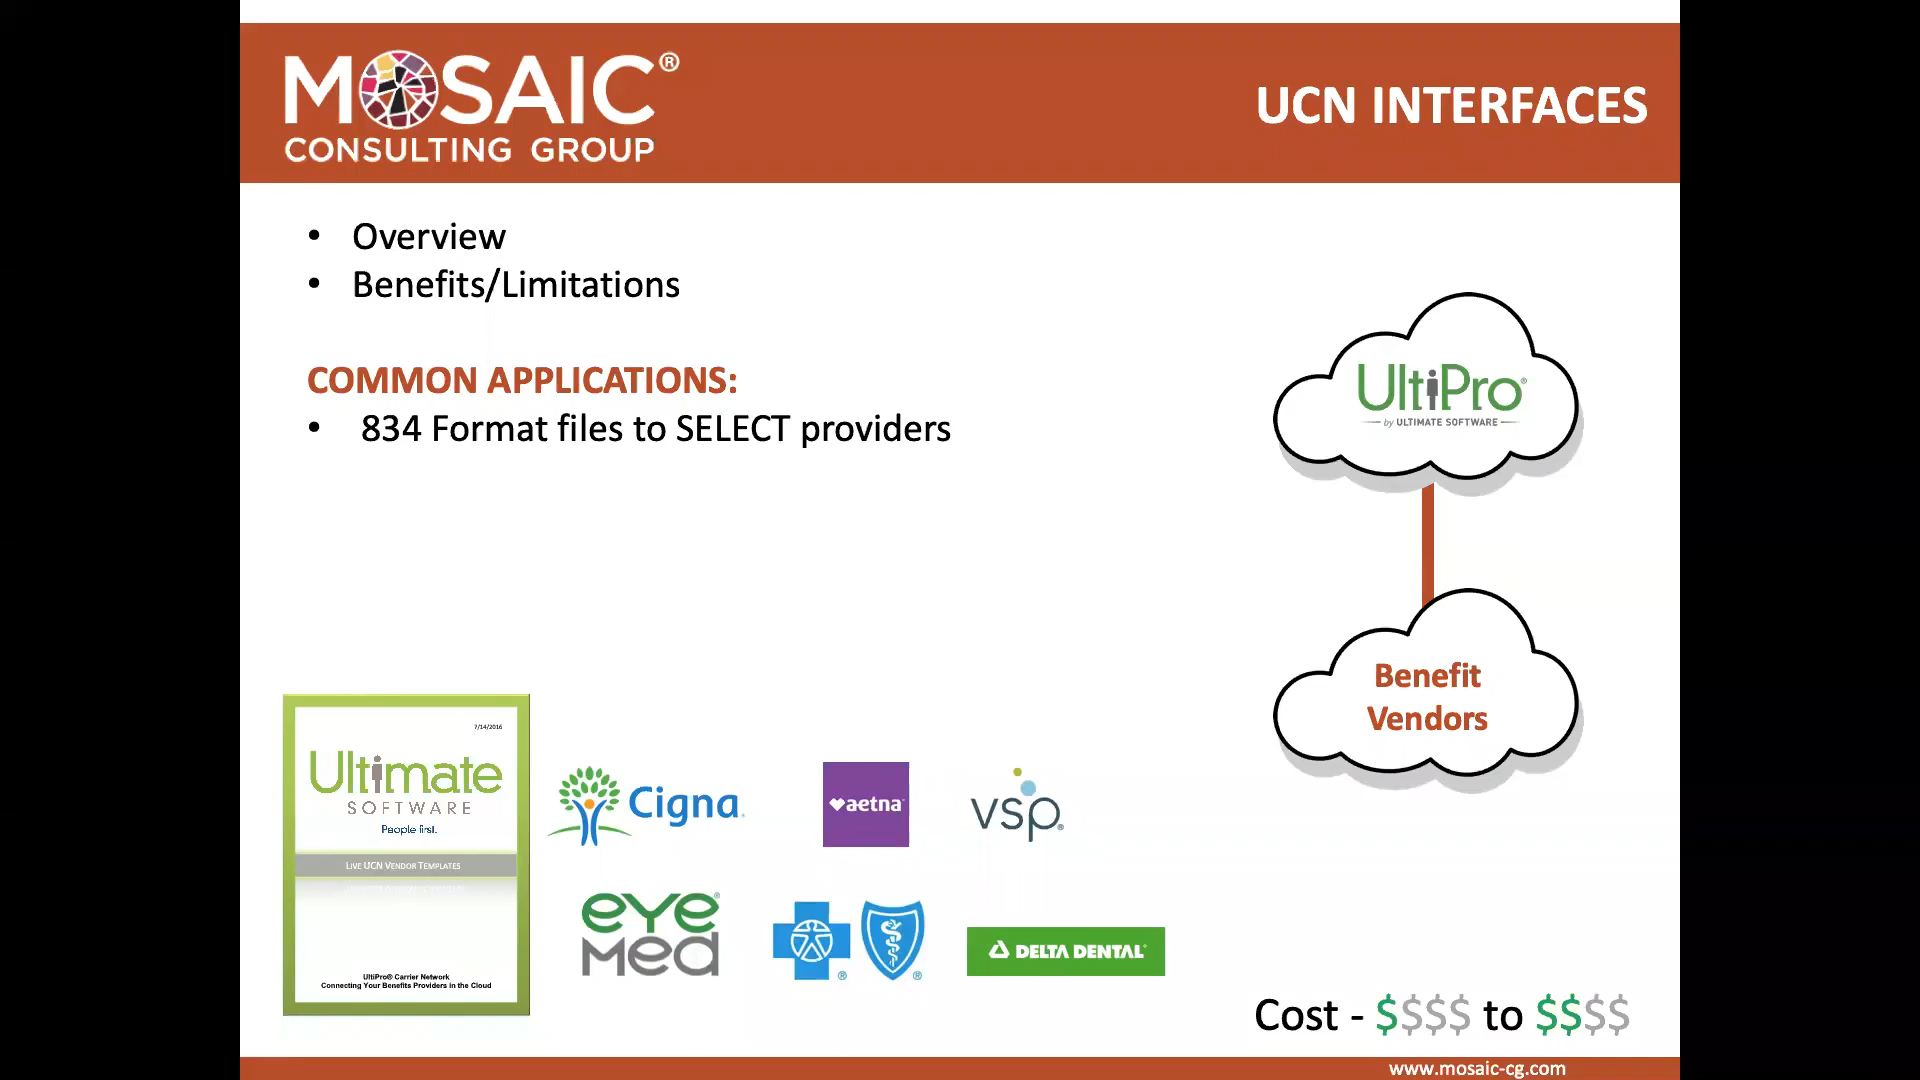 MOSAIC®
CONSULTING GROUP
UCN INTERFACES
• Overview
• Benefits/Limitations
COMMON APPLICATIONS:
• 834 Format files to SELECT providers
UltiPro®
by ULTIMATE SOFTWARE
Benefit
Vendors
7/14/2016
Ultimate
SOFTWARE
People first.
LIVE UCN VENDOR TEMPLATES
UltiPro® Carrier Network
Connecting Your Benefits Providers in the Cloud
Cigna
aetna
vsp
eye
med
DELTA DENTAL
Cost - $$$$ to $$$$
www.mosaic-cg.com